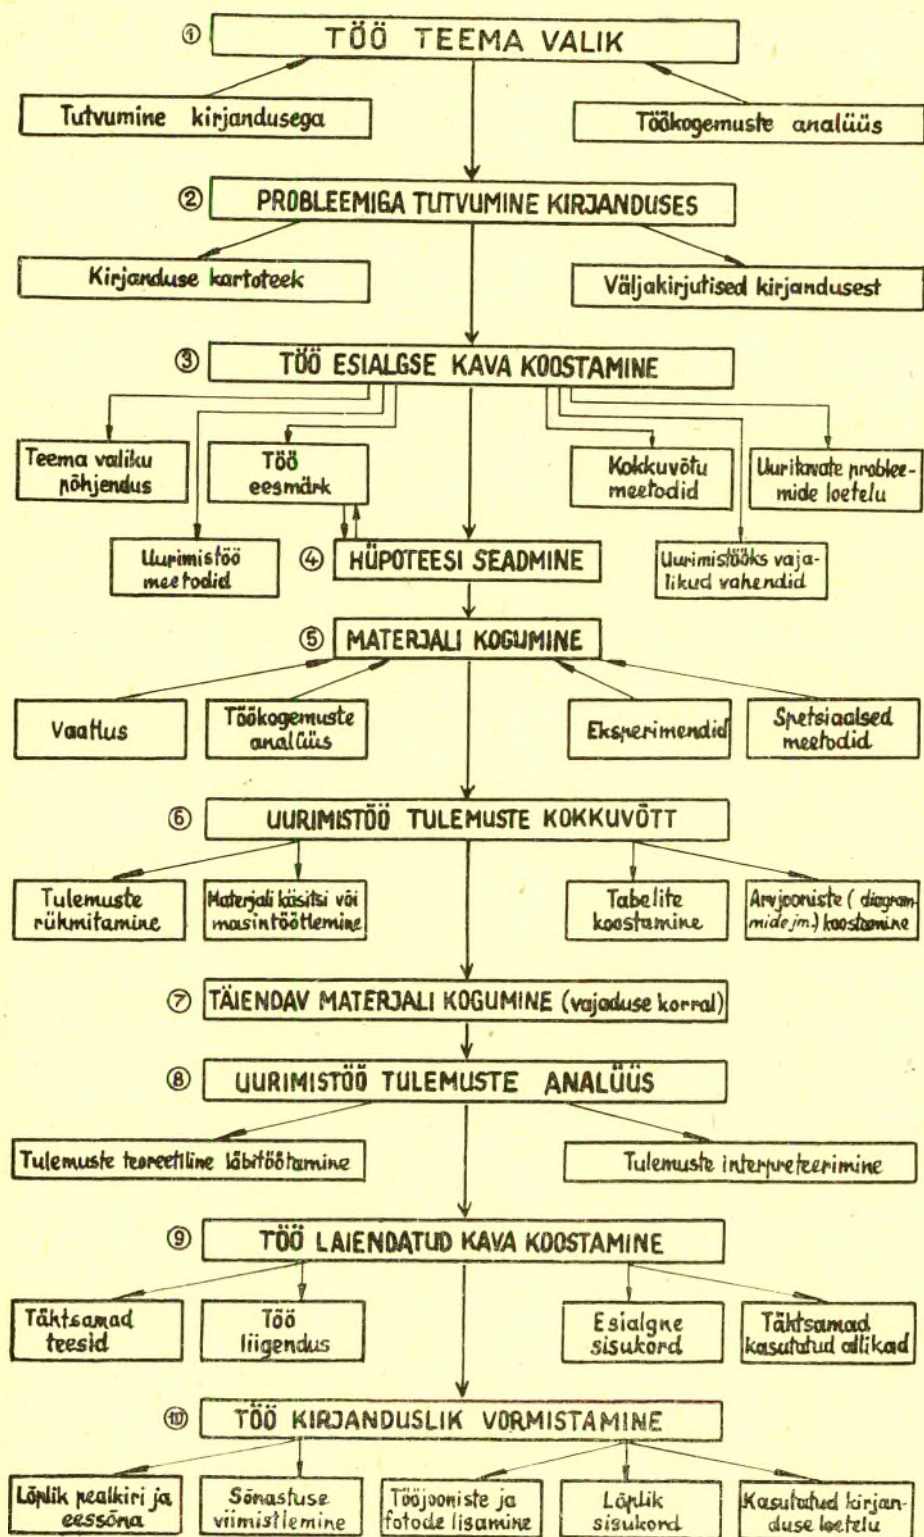 ① TÖÖ TEEMA VALIK
Tutvumine kirjandusega
Töökogemuste analüüs
② PROBLEEMIGA TUTVUMINE KIRJANDUSES
Kirjanduse kartoteek
Väljakirjutised kirjandusest
③ TÖÖ ESIALGSE KAVA KOOSTAMINE
Teema valiku
põhjendus
Töö
eesmärk
Kokkuvõtu
meetodid
Uuritavate problee-
mide loetelu
Uurimistöö
meetodid
④ HÜPOTEESI SEADMINE
Uurimistööks vaja-
likud vahendid
⑤ MATERJALI KOGUMINE
Vaatlus
Töökogemuste
analüüs
Eksperimendid
Spetsiaalsed
meetodid
⑥ UURIMISTÖÖ TULEMUSTE KOKKUVÕTT
Tulemuste
rühmitamine
Materjali käsitsi või
masintöötlemine
Tabelite
koostamine
Arvjooniste (diagram-
mide jm.) koostamine
⑦ TÄIENDAV MATERJALI KOGUMINE (vajaduse korral)
⑧ UURIMISTÖÖ TULEMUSTE ANALÜÜS
Tulemuste teoreetiline läbitöötamine
Tulemuste interpreteerimine
⑨ TÖÖ LAIENDATUD KAVA KOOSTAMINE
Tähtsamad
teesid
Töö
liigendus
Esialgne
sisukord
Tähtsamad
kasutatud allikad
⑩ TÖÖ KIRJANDUSLIK VORMISTAMINE
Lõplik pealkiri ja
eessõna
Sõnastuse
viimistlemine
Tööjooniste ja
fotode lisamine
Lõplik
sisukord
Kasutatud kirjan-
duse loetelu